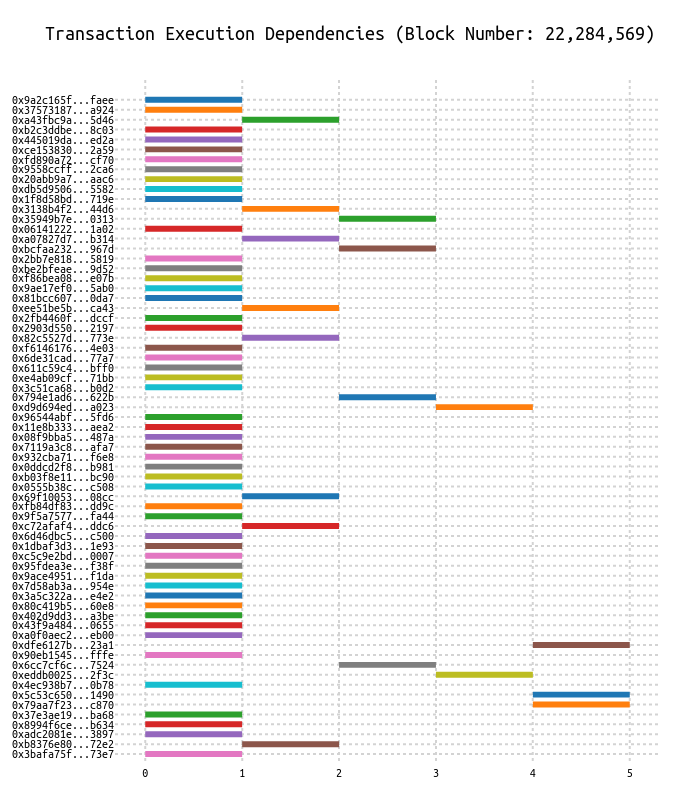 Transaction Execution Dependencies (Block Number: 22,284,569)
0x9a2c165f...faee
0x37573187...a924
0xa43fbc9a...5d46
0xb2c3ddbe...8c03
0x445019da...ed2a
0xce153830...2a59
0xfd890a72...cf70
0x9558ccff...2ca6
0x20abb9a7...aac6
0xdb5d9506...5582
0x1f8d58bd...719e
0x3138b4f2...44d6
0x35949b7e...0313
0x06141222...1a02
0xa07827d7...b314
0xbcfaa232...967d
0x2bb7e818...5819
0xbe2bfeae...9d52
0xf86bea08...e07b
0x9ae17ef0...5ab0
0x81bcc607...0da7
0xee51be5b...ca43
0x2fb4460f...dccf
0x2903d550...2197
0x82c5527d...773e
0xf6146176...4e03
0x6de31cad...77a7
0x611c59c4...bff0
0xe4ab09cf...71bb
0x3c51ca68...b0d2
0x794e1ad6...622b
0xd9d694ed...a023
0x96544abf...5fd6
0x11e8b333...aea2
0x08f9bba5...487a
0x7119a3c8...afa7
0x932cba71...f6e8
0x0ddcd2f8...b981
0xb03f8e11...bc90
0x0555b38c...c508
0x69f10053...08cc
0xfb84df83...dd9c
0x9f5a7577...fa44
0xc72afaf4...ddc6
0x6d46dbc5...c500
0x1dbaf3d3...1e93
0xc5c9e2bd...0007
0x95fdea3e...f38f
0x9ace4951...f1da
0x7d58ab3a...954e
0x3a5c322a...e4e2
0x80c419b5...60e8
0x402d9dd3...a3be
0x43f9a484...0655
0xa0f0aec2...eb00
0xdfe6127b...23a1
0x90eb1545...fffe
0x6cc7cf6c...7524
0xeddb0025...2f3c
0x4ec938b7...0b78
0x5c53c650...1490
0x79aa7f23...c870
0x37e3ae19...ba68
0x8994f6ce...b634
0xadc2081e...3897
0xb8376e80...72e2
0x3bafa75f...73e7
0 1 2 3 4 5